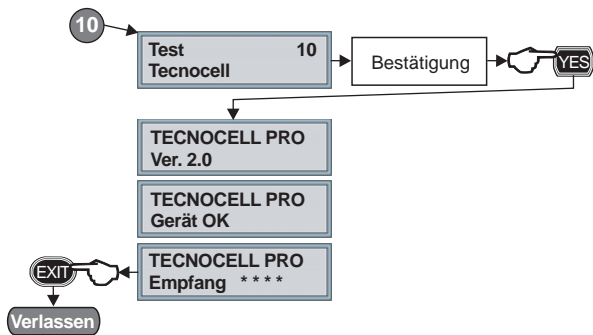 10
Test 10
Tecnocell
Bestätigung
YES
TECNOCELL PRO
Ver. 2.0
TECNOCELL PRO
Gerät OK
TECNOCELL PRO
Empfang * * * *
EXIT
Verlassen